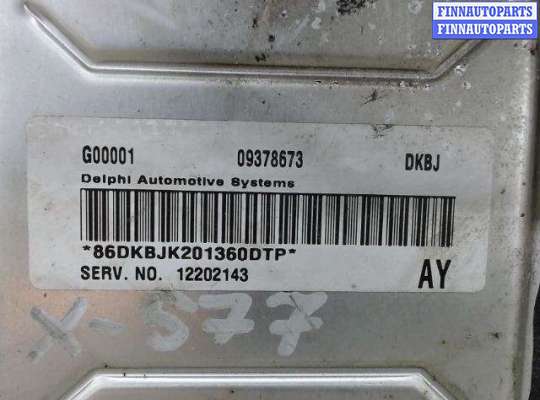 FINNAUTOPARTS
FINNAUTOPARTS
G00001 09378673 DKBJ
Delphi Automotive Systems
*86DKBJK201360DTP*
SERV. NO. 12202143 AY
X-577